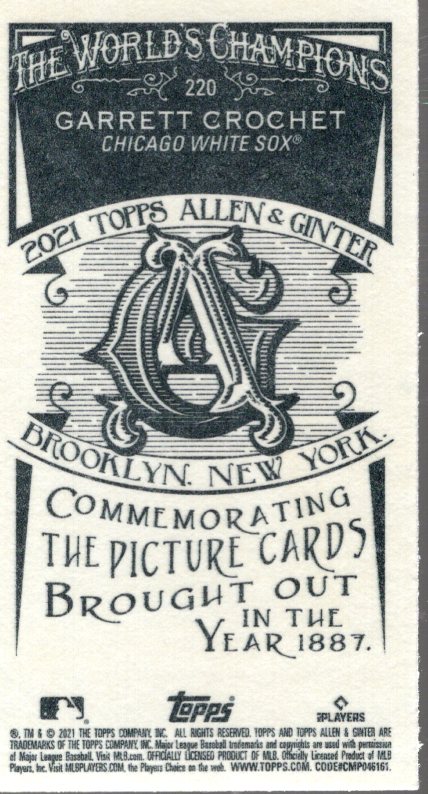 THE WORLD'S CHAMPIONS
220
GARRETT CROCHET
CHICAGO WHITE SOX®
2021 TOPPS ALLEN & GINTER
AG
BROOKLYN. NEW YORK.
COMMEMORATING
THE PICTURE CARDS
BROUGHT OUT
IN THE
YEAR 1887.
topps®
PLAYERS
®, TM & © 2021 THE TOPPS COMPANY, INC. ALL RIGHTS RESERVED. TOPPS AND TOPPS ALLEN & GINTER ARE
TRADEMARKS OF THE TOPPS COMPANY, INC. Major League Baseball trademarks and copyrights are used with permission
of Major League Baseball. Visit MLB.com. OFFICIALLY LICENSED PRODUCT OF MLB. Officially Licensed Product of MLB
Players, Inc. Visit MLBPLAYERS.COM, the Players Choice on the web. WWW.TOPPS.COM. CODE#CMP046161.